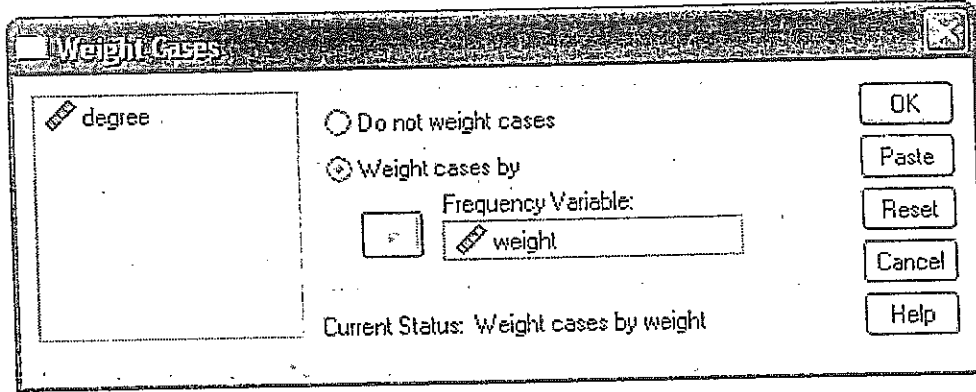 Weight Cases
degree
Do not weight cases
Weight cases by
Frequency Variable:
weight
Current Status: Weight cases by weight
OK
Paste
Reset
Cancel
Help